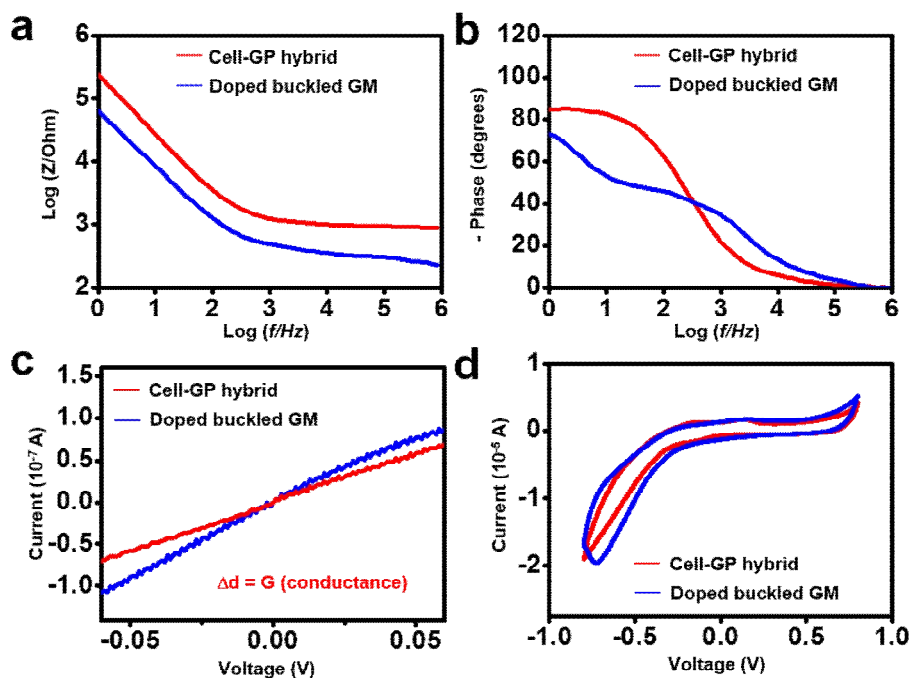 a
Cell-GP hybrid
Doped buckled GM
Log (Z/Ohm)
6
5
4
3
2
0 1 2 3 4 5 6
Log (f/Hz)
b
Cell-GP hybrid
Doped buckled GM
- Phase (degrees)
120
100
80
60
40
20
0
0 1 2 3 4 5 6
Log (f/Hz)
c
Cell-GP hybrid
Doped buckled GM
Current (10⁻⁷ A)
1.5
1.0
0.5
0.0
-0.5
-1.0
Δd = G (conductance)
-0.05 0.00 0.05
Voltage (V)
d
Current (10⁻⁵ A)
1
0
-1
-2
Cell-GP hybrid
Doped buckled GM
-1.0 -0.5 0.0 0.5 1.0
Voltage (V)